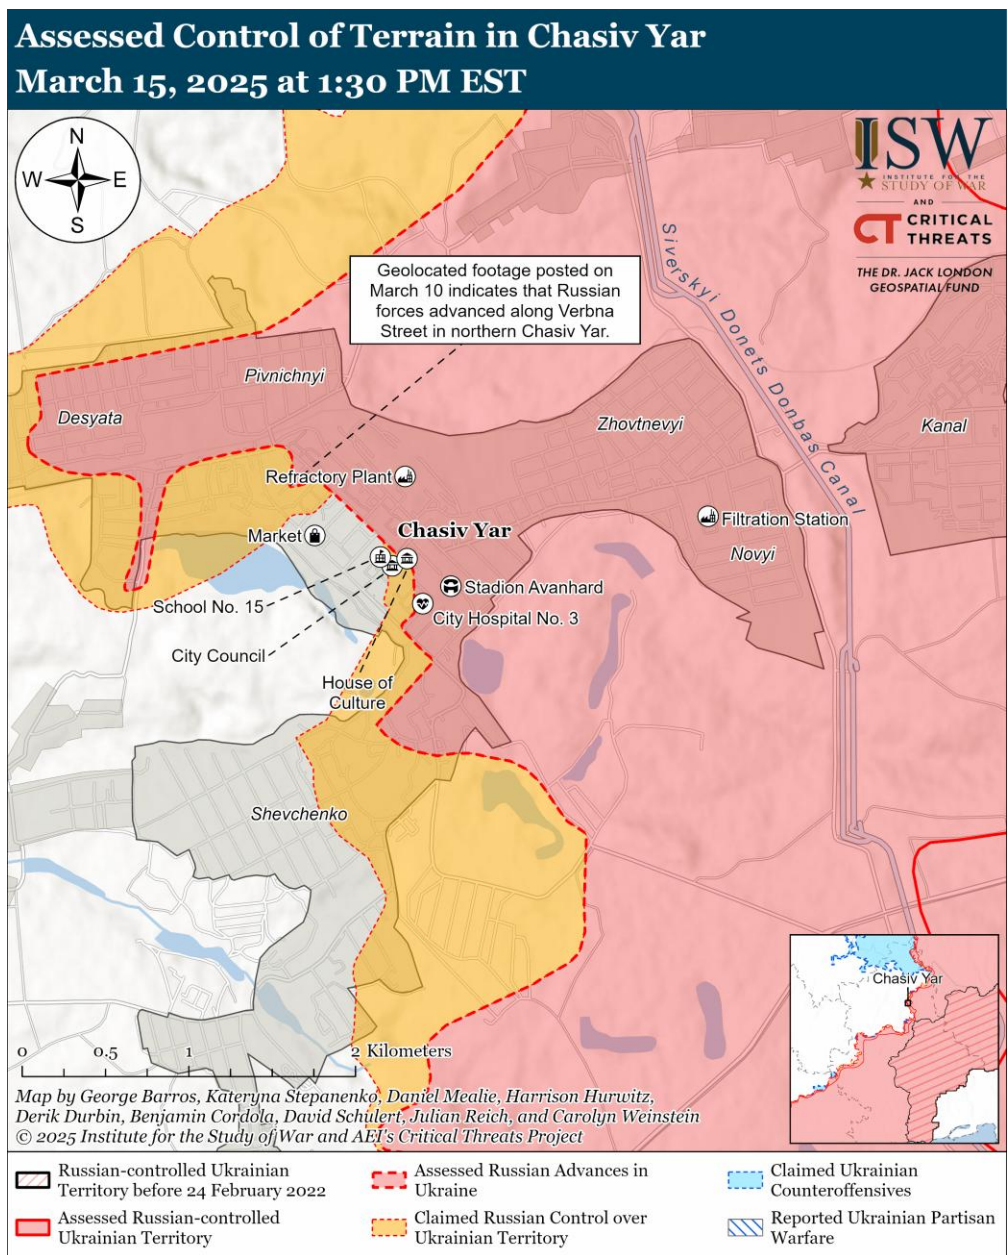 Assessed Control of Terrain in Chasiv Yar
March 15, 2025 at 1:30 PM EST
N
W E
S
ISW
INSTITUTE FOR THE
STUDY OF WAR
AND
CT CRITICAL
THREATS
THE DR. JACK LONDON
GEOSPATIAL FUND
Geolocated footage posted on
March 10 indicates that Russian
forces advanced along Verbna
Street in northern Chasiv Yar.
Siverskyi Donets Donbas Canal
Pivnichnyi
Desyata
Zhovtnevyi
Kanal
Refractory Plant
Chasiv Yar
Market
Filtration Station
Novyi
School No. 15
Stadion Avanhard
City Hospital No. 3
City Council
House of
Culture
Shevchenko
Chasiv Yar
0 0.5 1 2 Kilometers
Map by George Barros, Kateryna Stepanenko, Daniel Mealie, Harrison Hurwitz,
Derik Durbin, Benjamin Cordola, David Schulert, Julian Reich, and Carolyn Weinstein
© 2025 Institute for the Study of War and AEI's Critical Threats Project
Russian-controlled Ukrainian
Territory before 24 February 2022
Assessed Russian-controlled
Ukrainian Territory
Assessed Russian Advances in
Ukraine
Claimed Russian Control over
Ukrainian Territory
Claimed Ukrainian
Counteroffensives
Reported Ukrainian Partisan
Warfare